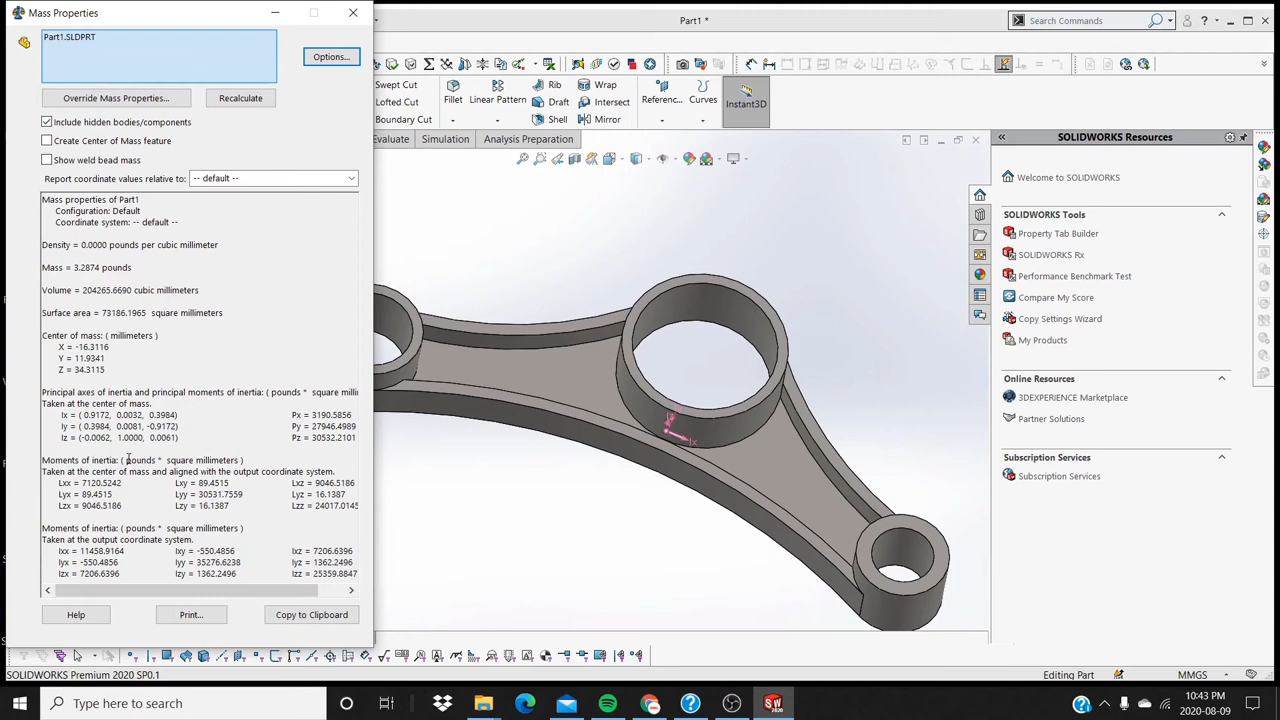 Mass Properties
Part1.SLDPRT
Options...
Override Mass Properties...
Recalculate
Include hidden bodies/components
Create Center of Mass feature
Show weld bead mass
Report coordinate values relative to:
-- default --
Mass properties of Part1
Configuration: Default
Coordinate system: -- default --
Density = 0.0000 pounds per cubic millimeter
Mass = 3.2874 pounds
Volume = 204265.6690 cubic millimeters
Surface area = 73186.1965 square millimeters
Center of mass: ( millimeters )
X = -16.3116
Y = 11.9341
Z = 34.3115
Principal axes of inertia and principal moments of inertia: ( pounds * square milli
Taken at the center of mass.
Ix = ( 0.9172, 0.0032, 0.3984) Px = 3190.5856
Iy = ( 0.3984, 0.0081, -0.9172) Py = 27946.4989
Iz = (-0.0062, 1.0000, 0.0061) Pz = 30532.2101
Moments of inertia: ( pounds * square millimeters )
Taken at the center of mass and aligned with the output coordinate system.
Lxx = 7120.5242 Lxy = 89.4515 Lxz = 9046.5186
Lyx = 89.4515 Lyy = 30531.7559 Lyz = 16.1387
Lzx = 9046.5186 Lzy = 16.1387 Lzz = 24017.0145
Moments of inertia: ( pounds * square millimeters )
Taken at the output coordinate system.
Ixx = 11458.9164 Ixy = -550.4856 Ixz = 7206.6396
Iyx = -550.4856 Iyy = 35276.6238 Iyz = 1362.2496
Izx = 7206.6396 Izy = 1362.2496 Izz = 25359.8847
Help
Print...
Copy to Clipboard
Part1 *
Search Commands
Swept Cut
Lofted Cut
Boundary Cut
Fillet
Linear Pattern
Rib
Draft
Shell
Wrap
Intersect
Mirror
Referenc...
Curves
Instant3D
Evaluate
Simulation
Analysis Preparation
SOLIDWORKS Resources
Welcome to SOLIDWORKS
SOLIDWORKS Tools
Property Tab Builder
SOLIDWORKS Rx
Performance Benchmark Test
Compare My Score
Copy Settings Wizard
My Products
Online Resources
3DEXPERIENCE Marketplace
Partner Solutions
Subscription Services
Subscription Services
SOLIDWORKS Premium 2020 SP0.1
Editing Part
MMGS
Type here to search
10:43 PM
2020-08-09